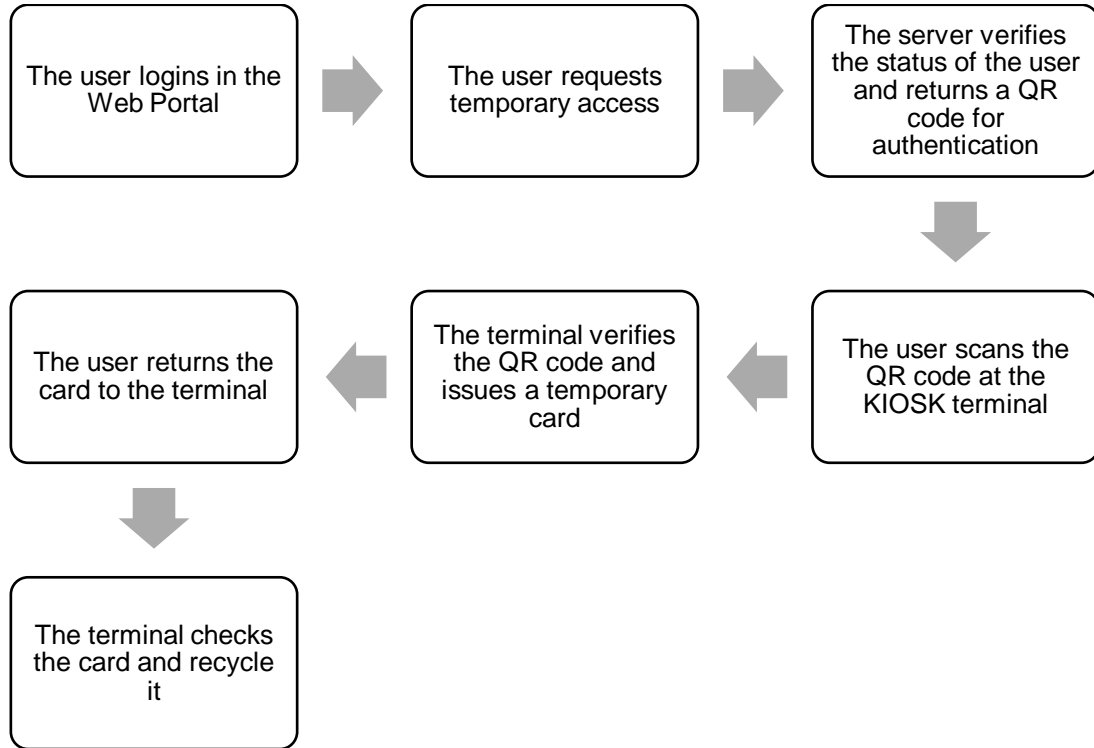 The user logins in the
Web Portal
The user requests
temporary access
The server verifies
the status of the user
and returns a QR
code for
authentication
The user scans the
QR code at the
KIOSK terminal
The terminal verifies
the QR code and
issues a temporary
card
The user returns the
card to the terminal
The terminal checks
the card and recycle
it